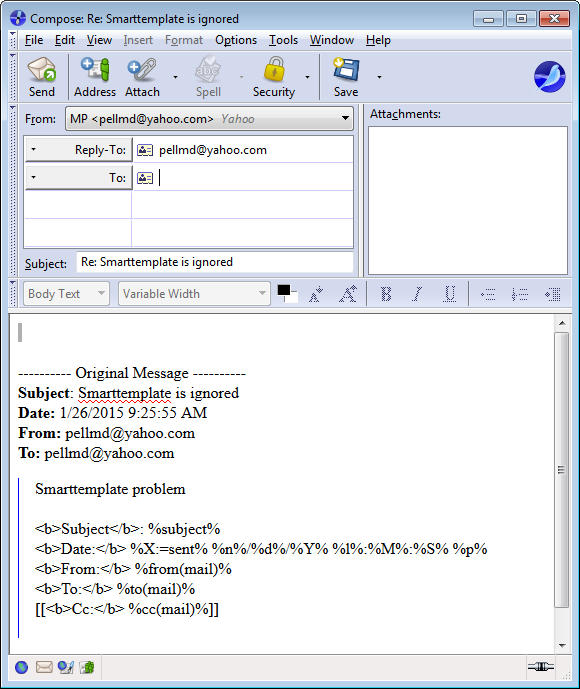 Compose: Re: Smarttemplate is ignored
File Edit View Insert Format Options Tools Window Help
Send Address Attach Spell Security Save
From: MP <pellmd@yahoo.com> Yahoo
Attachments:
Reply-To: pellmd@yahoo.com
To:
Subject: Re: Smarttemplate is ignored
Body Text Variable Width A A B I U
---------- Original Message ----------
Subject: Smarttemplate is ignored
Date: 1/26/2015 9:25:55 AM
From: pellmd@yahoo.com
To: pellmd@yahoo.com
Smarttemplate problem
<b>Subject</b>: %subject%
<b>Date:</b> %X:=sent% %n%/%d%/%Y% %l%:%M%:%S% %p%
<b>From:</b> %from(mail)%
<b>To:</b> %to(mail)%
[[<b>Cc:</b> %cc(mail)%]]